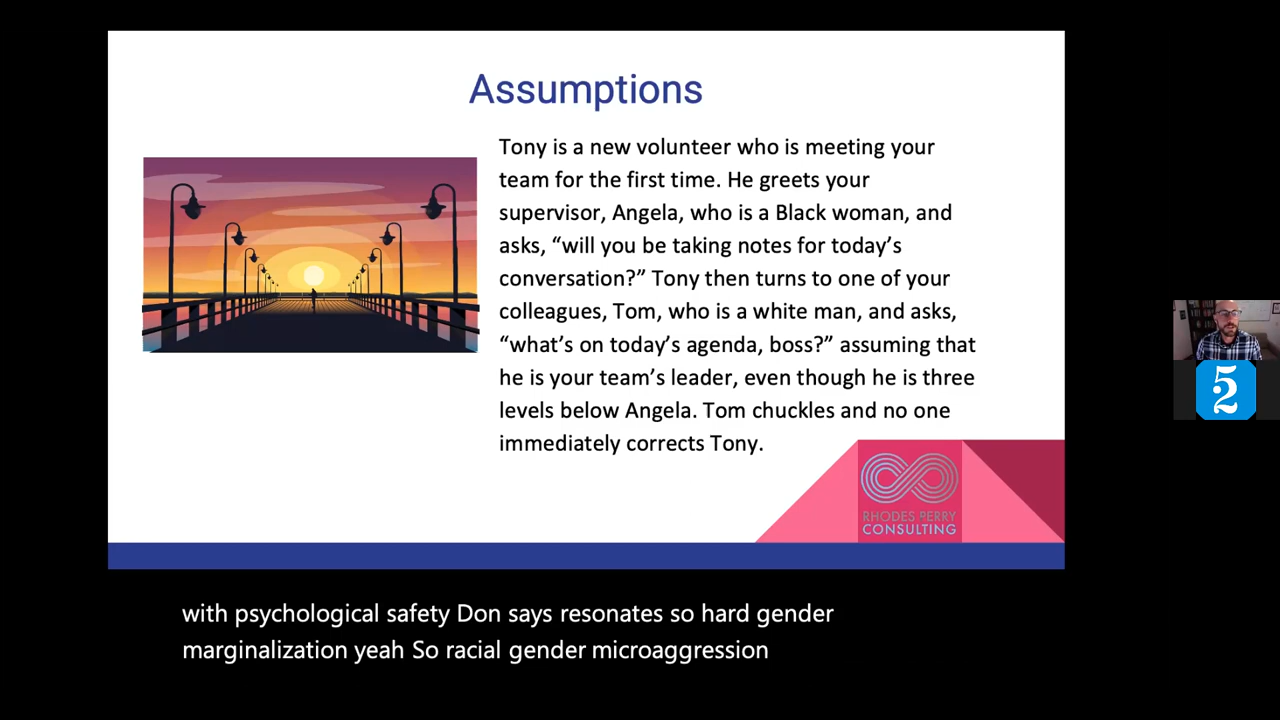 Assumptions
Tony is a new volunteer who is meeting your
team for the first time. He greets your
supervisor, Angela, who is a Black woman, and
asks, “will you be taking notes for today’s
conversation?” Tony then turns to one of your
colleagues, Tom, who is a white man, and asks,
“what’s on today’s agenda, boss?” assuming that
he is your team’s leader, even though he is three
levels below Angela. Tom chuckles and no one
immediately corrects Tony.
RHODES PERRY
CONSULTING
52
with psychological safety Don says resonates so hard gender
marginalization yeah So racial gender microaggression